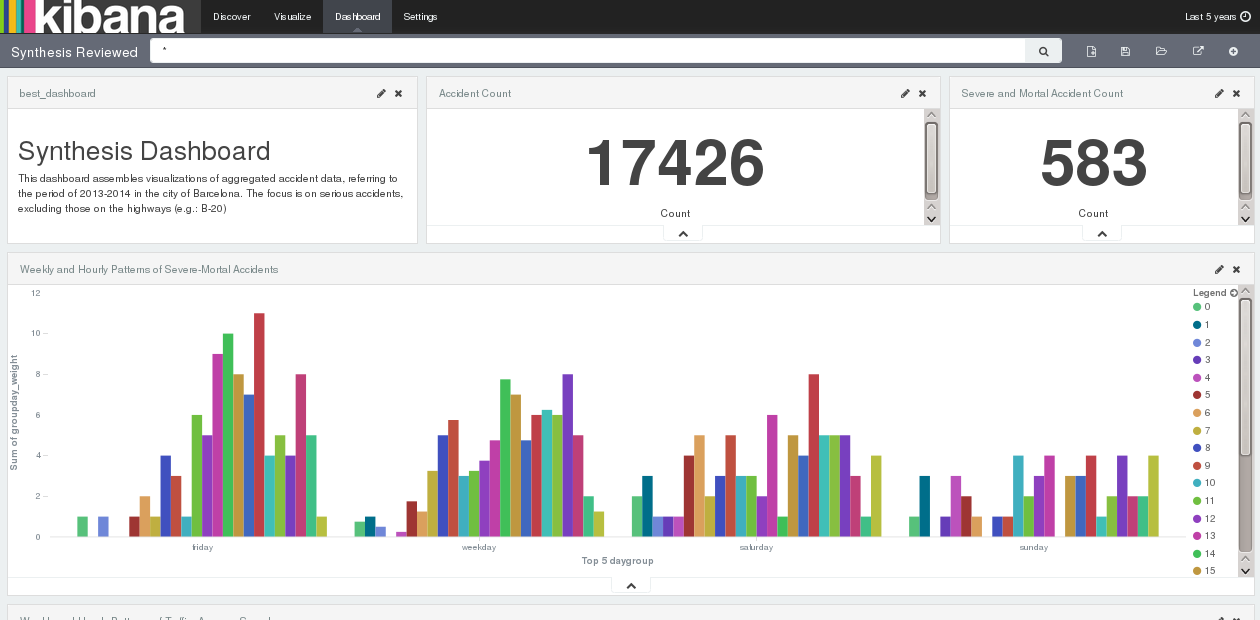 kibana
Discover Visualize Dashboard Settings
Last 5 years
Synthesis Reviewed
*
best_dashboard
Synthesis Dashboard
This dashboard assembles visualizations of aggregated accident data, referring to
the period of 2013-2014 in the city of Barcelona. The focus is on serious accidents,
excluding those on the highways (e.g.: B-20)
Accident Count
17426
Count
Severe and Mortal Accident Count
583
Count
Weekly and Hourly Patterns of Severe-Mortal Accidents
Sum of groupday_weight
12
10
8
6
4
2
0
friday
weekday
saturday
sunday
Top 5 daygroup
Legend
0
1
2
3
4
5
6
7
8
9
10
11
12
13
14
15